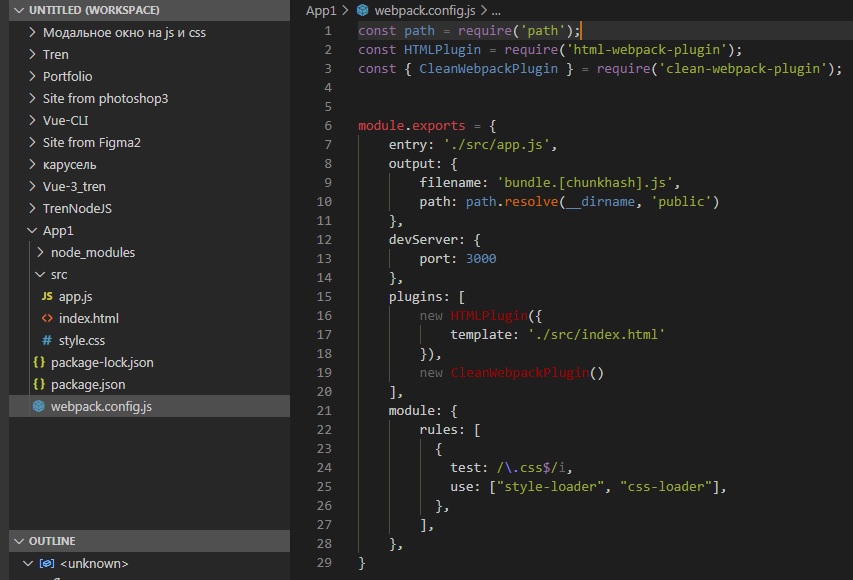 UNTITLED (WORKSPACE)
Модальное окно на js и css
Tren
Portfolio
Site from photoshop3
Vue-CLI
Site from Figma2
карусель
Vue-3_tren
TrenNodeJS
App1
node_modules
src
JS app.js
<> index.html
# style.css
{} package-lock.json
{} package.json
webpack.config.js
OUTLINE
<unknown>
App1 > webpack.config.js > ...
1 const path = require('path');
2 const HTMLPlugin = require('html-webpack-plugin');
3 const { CleanWebpackPlugin } = require('clean-webpack-plugin');
4
5
6 module.exports = {
7 entry: './src/app.js',
8 output: {
9 filename: 'bundle.[chunkhash].js',
10 path: path.resolve(__dirname, 'public')
11 },
12 devServer: {
13 port: 3000
14 },
15 plugins: [
16 new HTMLPlugin({
17 template: './src/index.html'
18 }),
19 new CleanWebpackPlugin()
20 ],
21 module: {
22 rules: [
23 {
24 test: /\.css$/i,
25 use: ["style-loader", "css-loader"],
26 },
27 ],
28 },
29 }